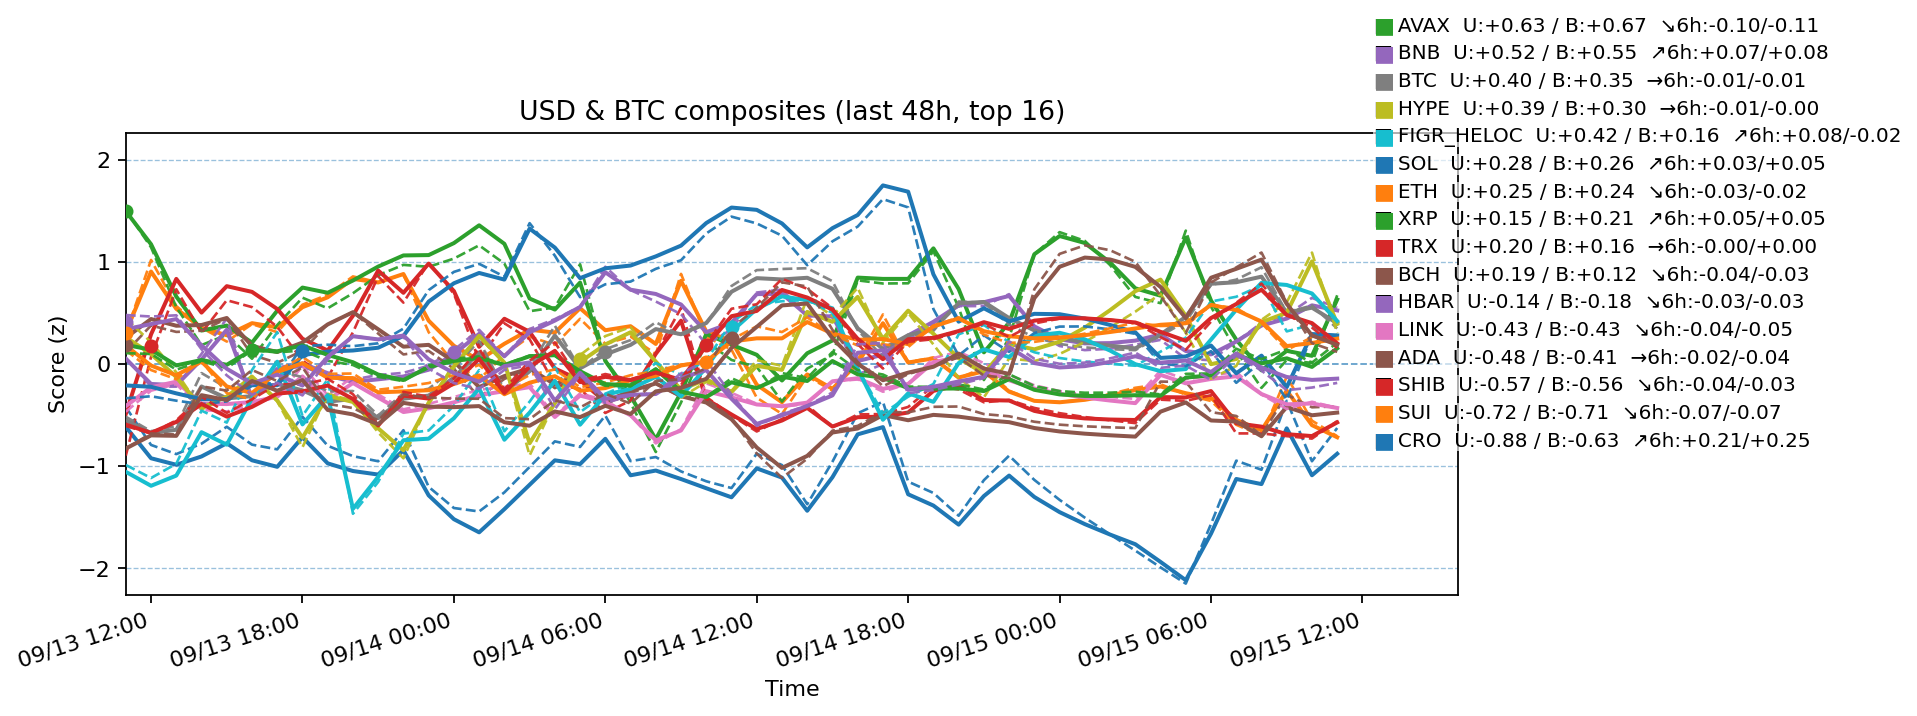 AVAX  U:+0.63 / B:+0.67  ↘6h:-0.10/-0.11
BNB  U:+0.52 / B:+0.55  ↗6h:+0.07/+0.08
BTC  U:+0.40 / B:+0.35  →6h:-0.01/-0.01
HYPE  U:+0.39 / B:+0.30  →6h:-0.01/-0.00
FIGR_HELOC  U:+0.42 / B:+0.16  ↗6h:+0.08/-0.02
SOL  U:+0.28 / B:+0.26  ↗6h:+0.03/+0.05
ETH  U:+0.25 / B:+0.24  ↘6h:-0.03/-0.02
XRP  U:+0.15 / B:+0.21  ↗6h:+0.05/+0.05
TRX  U:+0.20 / B:+0.16  →6h:-0.00/+0.00
BCH  U:+0.19 / B:+0.12  ↘6h:-0.04/-0.03
HBAR  U:-0.14 / B:-0.18  ↘6h:-0.03/-0.03
LINK  U:-0.43 / B:-0.43  ↘6h:-0.04/-0.05
ADA  U:-0.48 / B:-0.41  →6h:-0.02/-0.04
SHIB  U:-0.57 / B:-0.56  ↘6h:-0.04/-0.03
SUI  U:-0.72 / B:-0.71  ↘6h:-0.07/-0.07
CRO  U:-0.88 / B:-0.63  ↗6h:+0.21/+0.25
USD & BTC composites (last 48h, top 16)
Score (z)
2
1
0
−1
−2
09/13 12:00
09/13 18:00
09/14 00:00
09/14 06:00
09/14 12:00
09/14 18:00
09/15 00:00
09/15 06:00
09/15 12:00
Time